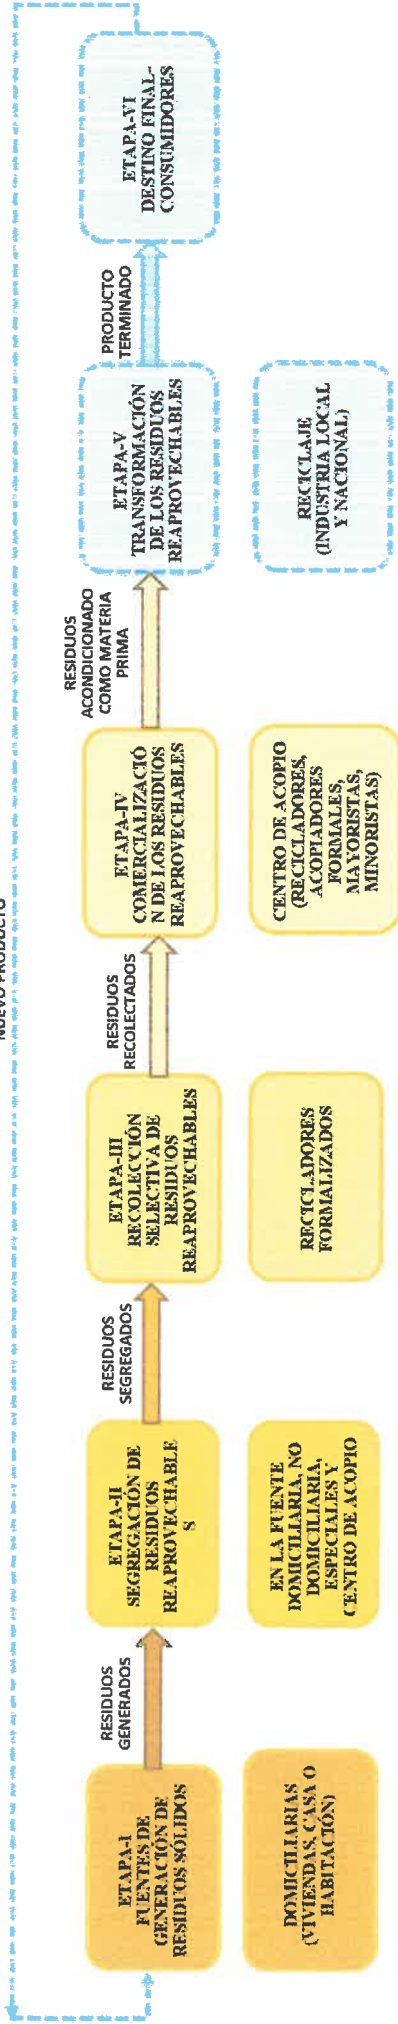 NUEVO PRODUCTO
ETAPA-I
FUENTES DE
GENERACIÓN DE
RESIDUOS SOLIDOS
RESIDUOS
GENERADOS
ETAPA-II
SEGREGACIÓN DE
RESIDUOS
REAPROVECHABLE
S
RESIDUOS
SEGREGADOS
ETAPA-III
RECOLECCIÓN
SELECTIVA DE
RESIDUOS
REAPROVECHABLES
RESIDUOS
RECOLECTADOS
ETAPA-IV
COMERCIALIZACIÓ
N DE LOS RESIDUOS
REAPROVECHABLES
RESIDUOS
ACONDICIONADO
COMO MATERIA
PRIMA
ETAPA-V
TRANSFORMACIÓN
DE LOS RESIDUOS
REAPROVECHABLES
PRODUCTO
TERMINADO
ETAPA-VI
DESTINO FINAL-
CONSUMIDORES
DOMICILIARIAS
(VIVIENDAS, CASA O
HABITACIÓN)
EN LA FUENTE
DOMICILIARIA, NO
DOMICILIARIA,
ESPECIALES Y
CENTRO DE ACOPIO
RECICLADORES
FORMALIZADOS
CENTRO DE ACOPIO
(RECICLADORES,
ACOPIADORES
FORMALES,
MAYORISTAS,
MINORISTAS)
RECICLAJE
(INDUSTRIA LOCAL
Y NACIONAL)